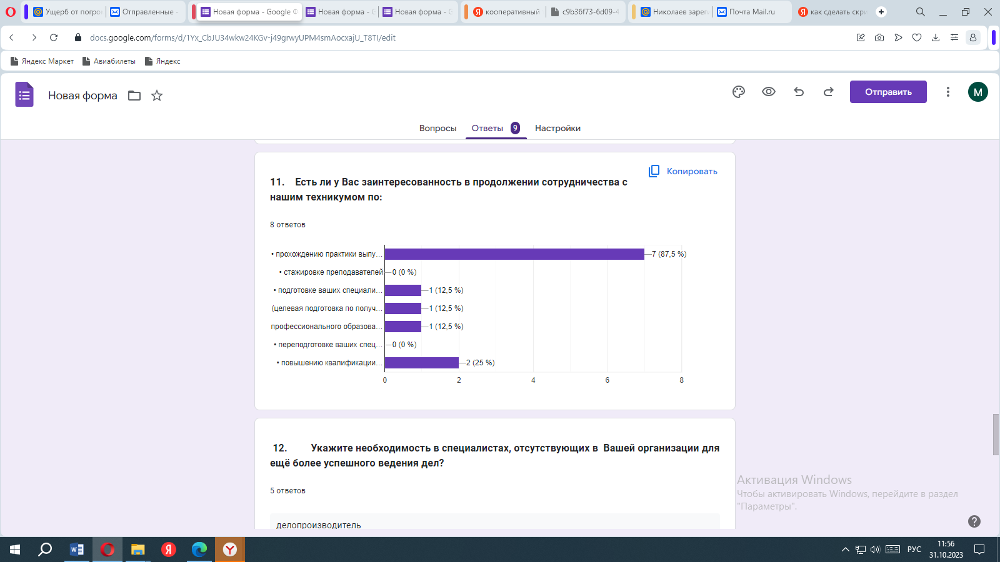 Ущерб от погро
Отправленные -
Новая форма - Google Ф
Новая форма - G
Новая форма - G
кооперативный
c9b36f73-6d09-4
Николаев зареги
Почта Mail.ru
как сделать скри
docs.google.com/forms/d/1Yx_CbJU34wkw24KGv-j49grwyUPM4smAocxajU_T8TI/edit
Яндекс Маркет
Авиабилеты
Яндекс
Новая форма
Отправить
М
Вопросы
Ответы 9
Настройки
Копировать
11. Есть ли у Вас заинтересованность в продолжении сотрудничества с
нашим техникумом по:
8 ответов
• прохождению практики выпу... 7 (87,5 %)
• стажировке преподавателей 0 (0 %)
• подготовке ваших специали... 1 (12,5 %)
(целевая подготовка по получ... 1 (12,5 %)
профессионального образова... 1 (12,5 %)
• переподготовке ваших спец... 0 (0 %)
• повышению квалификации... 2 (25 %)
0 2 4 6 8
12. Укажите необходимость в специалистах, отсутствующих в Вашей организации для
ещё более успешного ведения дел?
5 ответов
делопроизводитель
Активация Windows
Чтобы активировать Windows, перейдите в раздел
"Параметры".
РУС
11:56
31.10.2023